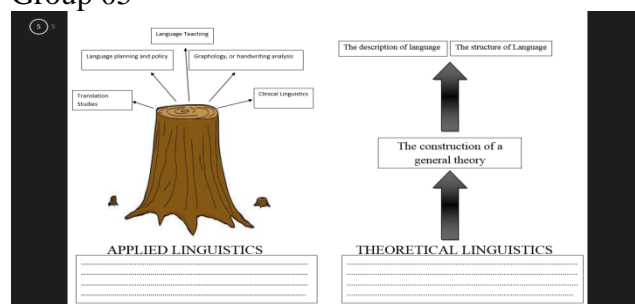 Group 05
5 5
Language Teaching
Language planning and policy
Graphology, or handwriting analysis
Translation
Studies
Clinical Linguistics
The description of language
The structure of Language
The construction of a
general theory
APPLIED LINGUISTICS
THEORETICAL LINGUISTICS